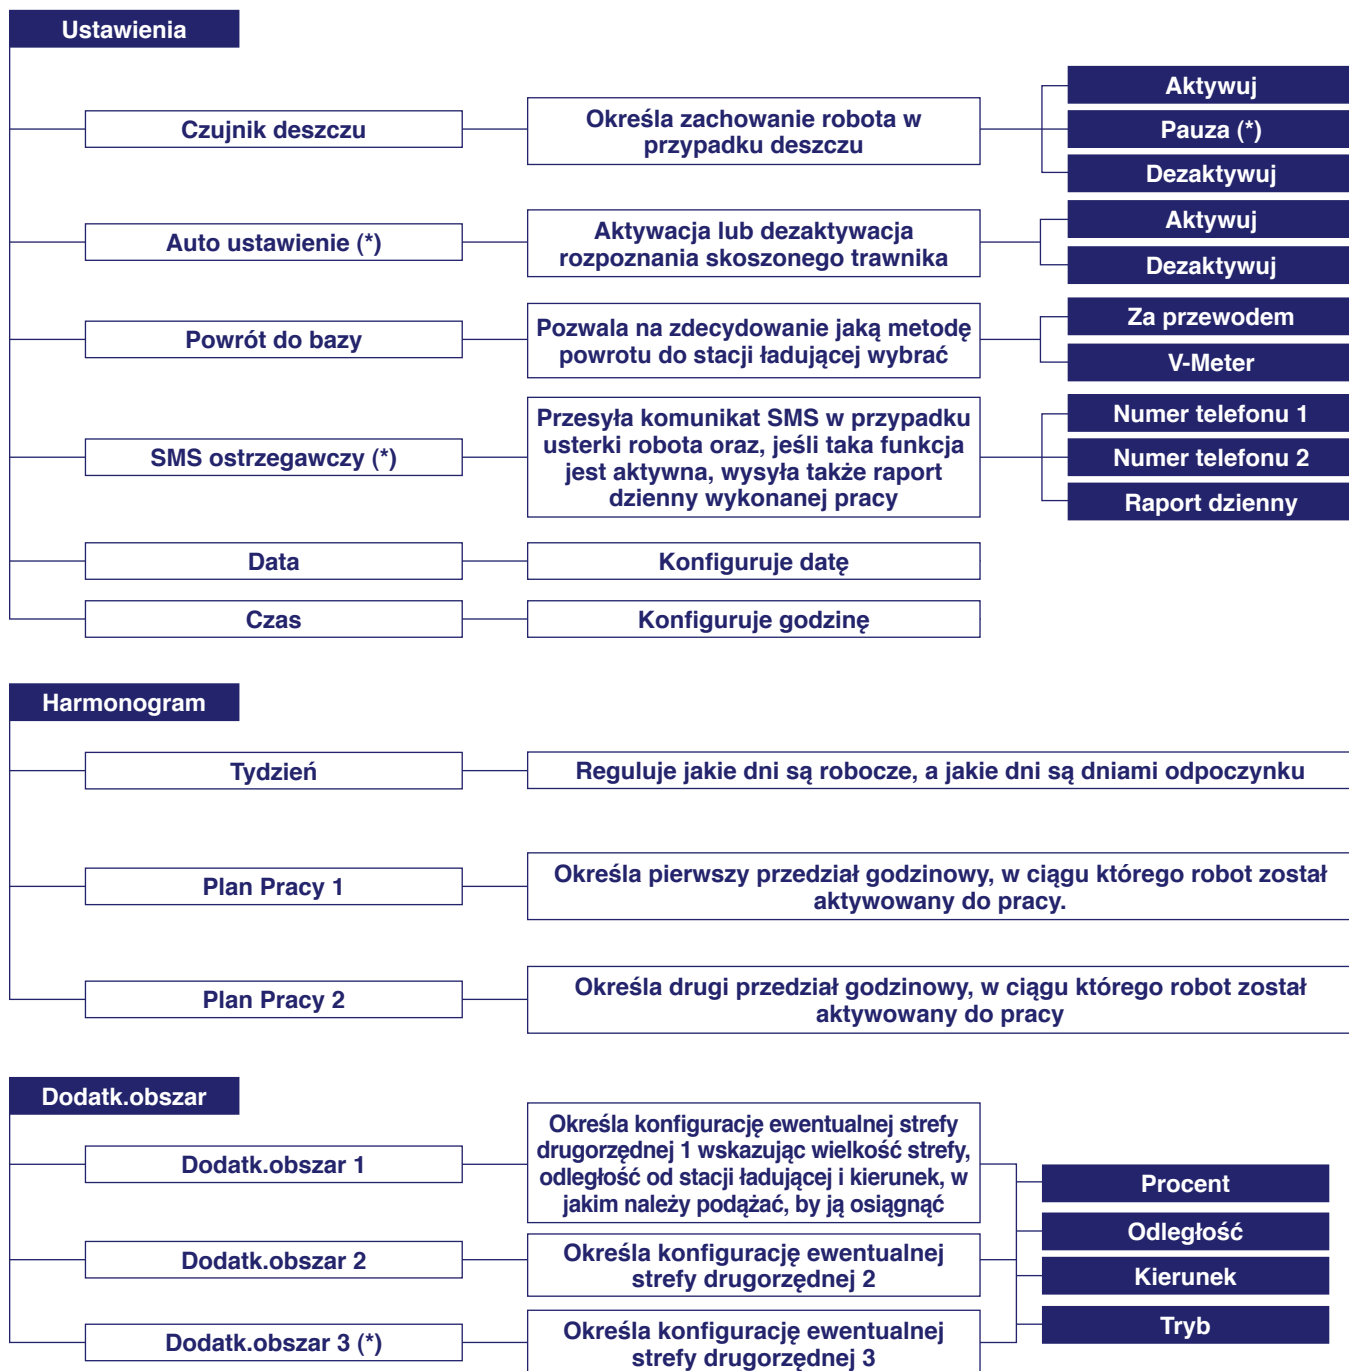 Ustawienia
Czujnik deszczu
Określa zachowanie robota w
przypadku deszczu
Aktywuj
Pauza (*)
Dezaktywuj
Auto ustawienie (*)
Aktywacja lub dezaktywacja
rozpoznania skoszonego trawnika
Aktywuj
Dezaktywuj
Powrót do bazy
Pozwala na zdecydowanie jaką metodę
powrotu do stacji ładującej wybrać
Za przewodem
V-Meter
SMS ostrzegawczy (*)
Przesyła komunikat SMS w przypadku
usterki robota oraz, jeśli taka funkcja
jest aktywna, wysyła także raport
dzienny wykonanej pracy
Numer telefonu 1
Numer telefonu 2
Raport dzienny
Data
Konfiguruje datę
Czas
Konfiguruje godzinę
Harmonogram
Tydzień
Reguluje jakie dni są robocze, a jakie dni są dniami odpoczynku
Plan Pracy 1
Określa pierwszy przedział godzinowy, w ciągu którego robot został
aktywowany do pracy.
Plan Pracy 2
Określa drugi przedział godzinowy, w ciągu którego robot został
aktywowany do pracy
Dodatk.obszar
Dodatk.obszar 1
Określa konfigurację ewentualnej strefy
drugorzędnej 1 wskazując wielkość strefy,
odległość od stacji ładującej i kierunek, w
jakim należy podążać, by ją osiągnąć
Dodatk.obszar 2
Określa konfigurację ewentualnej
strefy drugorzędnej 2
Dodatk.obszar 3 (*)
Określa konfigurację ewentualnej
strefy drugorzędnej 3
Procent
Odległość
Kierunek
Tryb